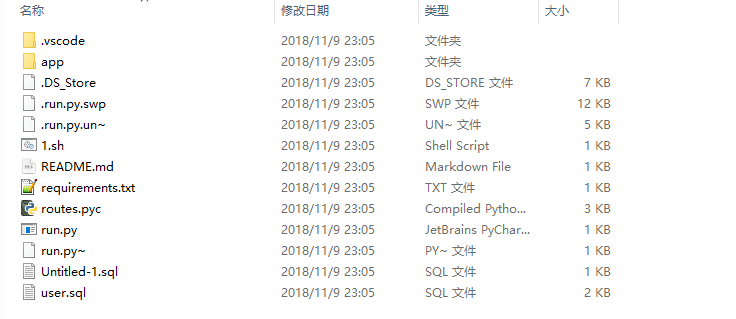 名称 修改日期 类型 大小
.vscode 2018/11/9 23:05 文件夹
app 2018/11/9 23:05 文件夹
.DS_Store 2018/11/9 23:05 DS_STORE 文件 7 KB
.run.py.swp 2018/11/9 23:05 SWP 文件 12 KB
.run.py.un~ 2018/11/9 23:05 UN~ 文件 5 KB
1.sh 2018/11/9 23:05 Shell Script 1 KB
README.md 2018/11/9 23:05 Markdown File 1 KB
requirements.txt 2018/11/9 23:05 TXT 文件 1 KB
routes.pyc 2018/11/9 23:05 Compiled Pytho... 3 KB
run.py 2018/11/9 23:05 JetBrains PyChar... 1 KB
run.py~ 2018/11/9 23:05 PY~ 文件 1 KB
Untitled-1.sql 2018/11/9 23:05 SQL 文件 1 KB
user.sql 2018/11/9 23:05 SQL 文件 2 KB